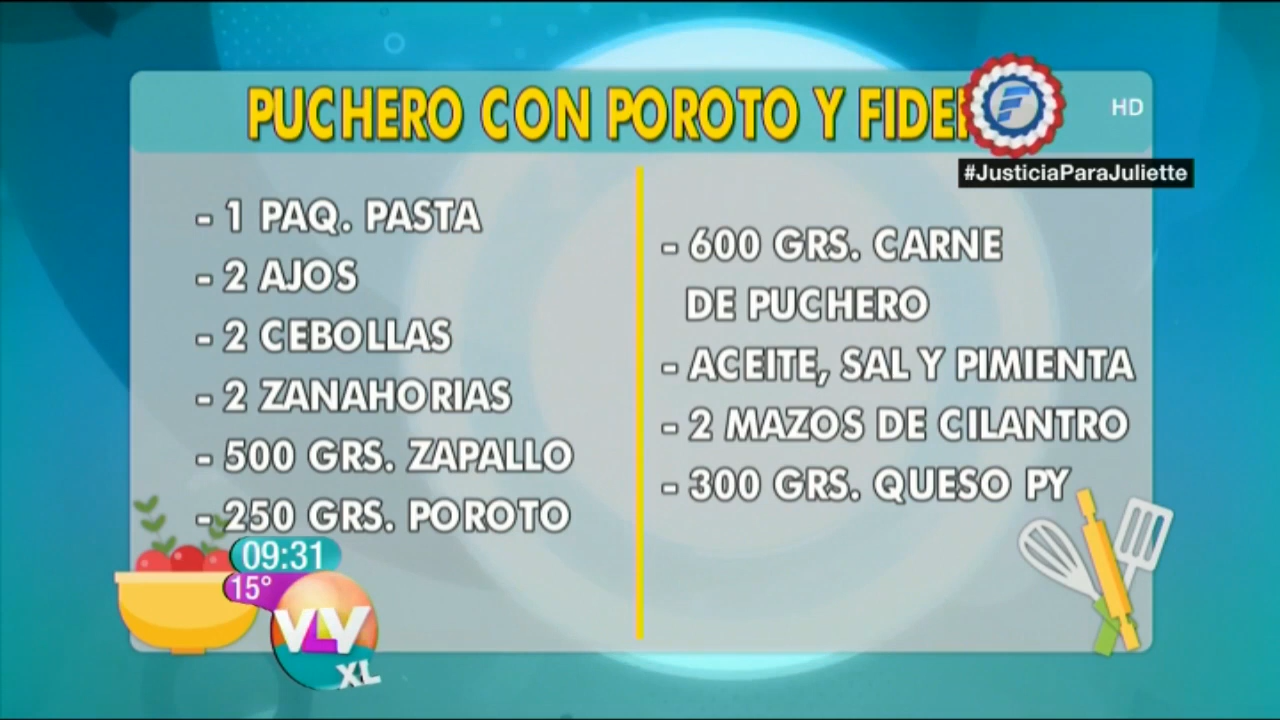 PUCHERO CON POROTO Y
HD
#JusticiaParaJuliette
- 1 PAQ. PASTA
- 2 AJOS
- 2 CEBOLLAS
- 2 ZANAHORIAS
- 500 GRS. ZAPALLO
- 250 GRS. POROTO
- 600 GRS. CARNE
DE PUCHERO
- ACEITE, SAL Y PIMIENTA
- 2 MAZOS DE CILANTRO
- 300 GRS. QUESO PY
09:31
15°
VLV
XL